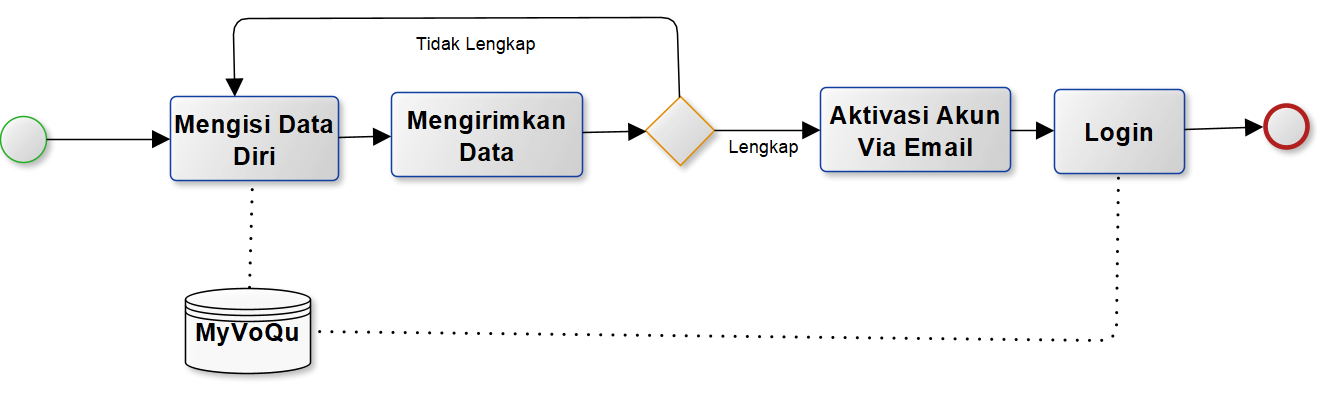 Tidak Lengkap
Mengisi Data
Diri
Mengirimkan
Data
Lengkap
Aktivasi Akun
Via Email
Login
MyVoQu